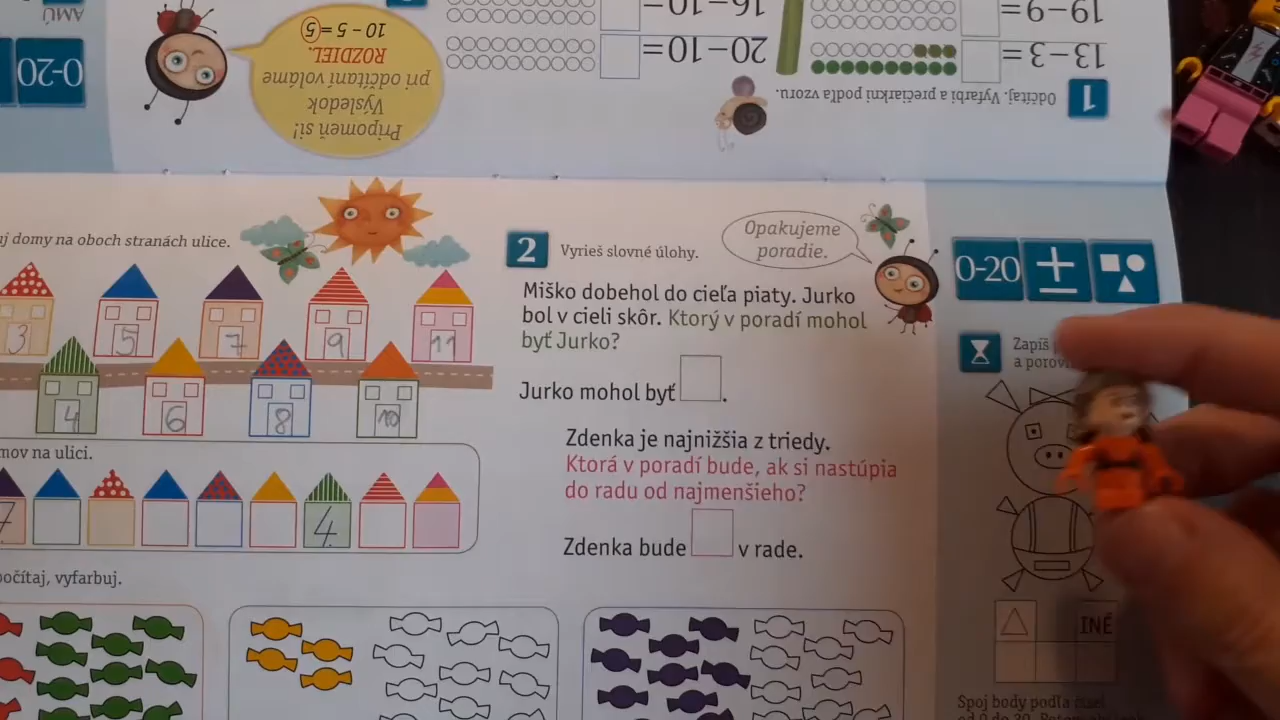 13-3=
19-9=
20-10=
16-10=
1
Odčítaj. Vyfarbi a prečiarkni podľa vzoru.
Pripomeň si!
Výsledok
pri odčítaní voláme
ROZDIEL.
10 - 5 = 5
0-20
AMÚ
uj domy na oboch stranách ulice.
3 5 7 9 11
4 6 8 10
mov na ulici.
7. 4.
počítaj, vyfarbuj.
2 Vyrieš slovné úlohy.
Opakujeme
poradie.
Miško dobehol do cieľa piaty. Jurko
bol v cieli skôr. Ktorý v poradí mohol
byť Jurko?
Jurko mohol byť .
Zdenka je najnižšia z triedy.
Ktorá v poradí bude, ak si nastúpia
do radu od najmenšieho?
Zdenka bude v rade.
0-20 ±
Zapíš
a porov
INÉ
Spoj body podľa